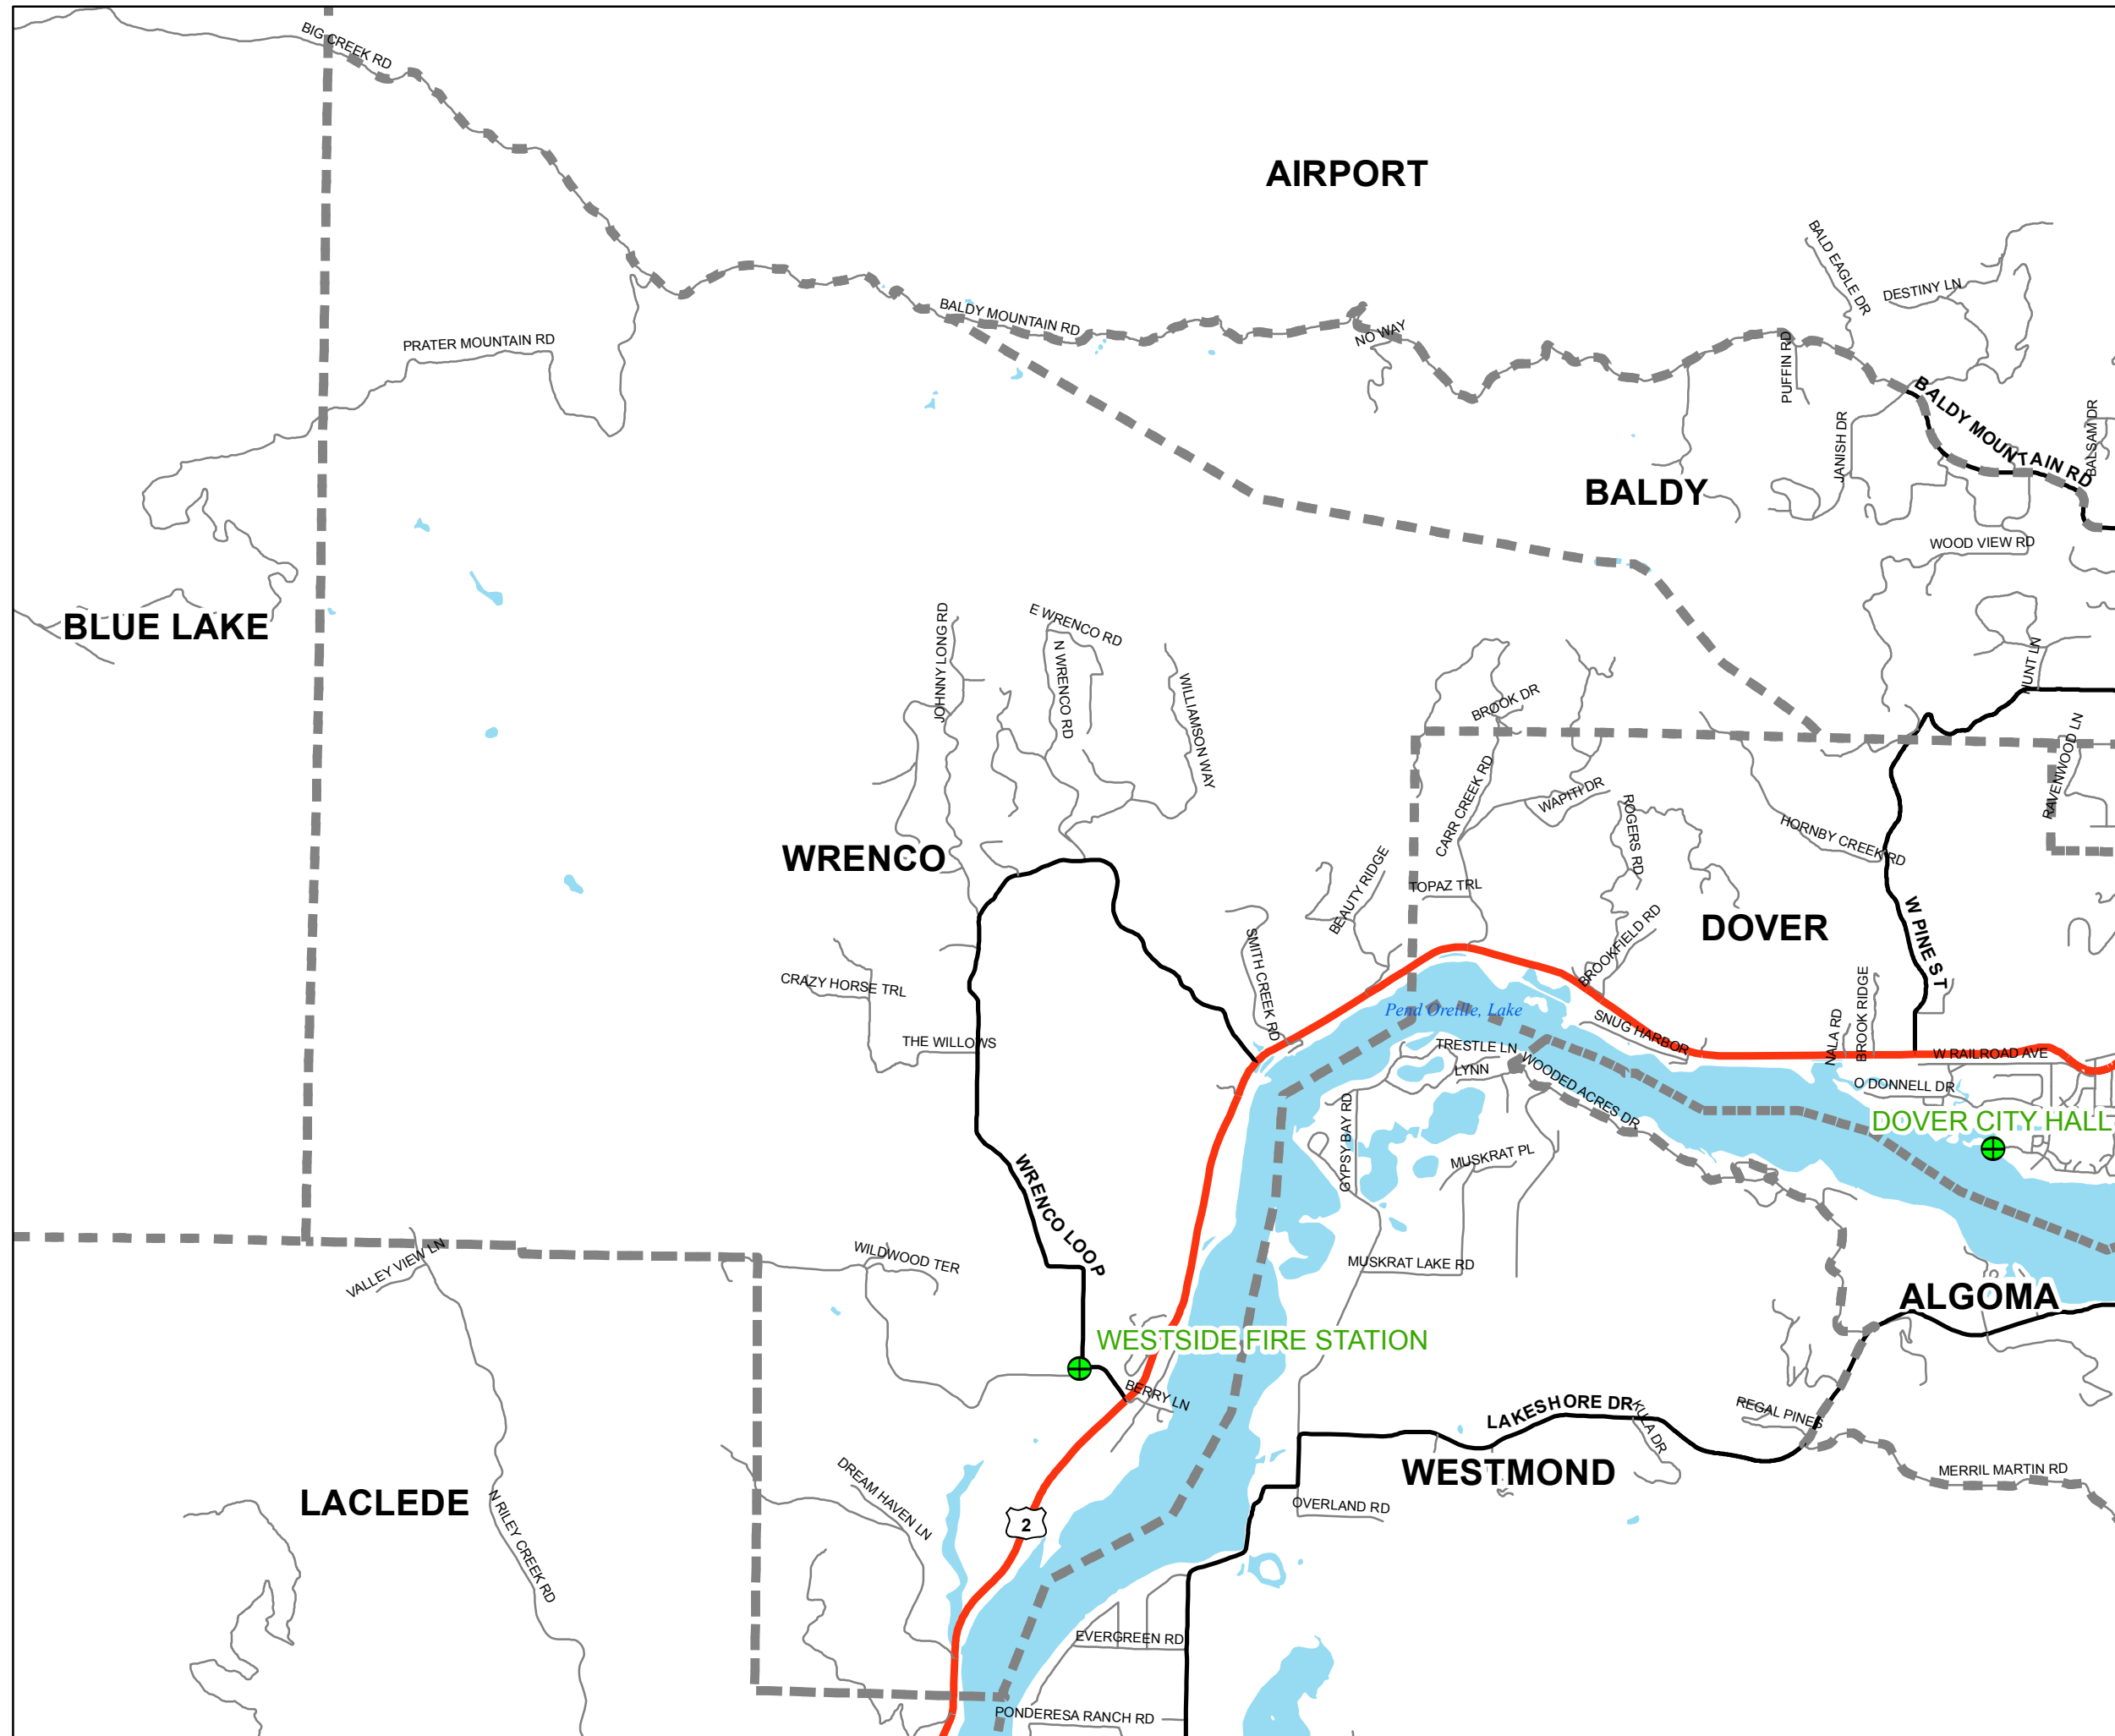 BIG CREEK RD
AIRPORT
BALD EAGLE DR
DESTINY LN
BALDY MOUNTAIN RD
NO WAY
PUFFIN RD
PRATER MOUNTAIN RD
BALDY MOUNTAIN RD
BALSAM DR
JANISH DR
BALDY
WOOD VIEW RD
BLUE LAKE
JOHNNY LONG RD
E WRENCO RD
N WRENCO RD
WILLIAMSON WAY
HUNT LN
BROOK DR
RAVENWOOD LN
CARR CREEK RD
WAPITI DR
ROGERS RD
HORNBY CREEK RD
WRENCO
BEAUTY RIDGE
TOPAZ TRL
DOVER
W PINE ST
SMITH CREEK RD
BROOKFIELD RD
CRAZY HORSE TRL
Pend Oreille, Lake
SNUG HARBOR
NALA RD
BROOK RIDGE
THE WILLOWS
TRESTLE LN
W RAILROAD AVE
LYNN
WOODED ACRES DR
O DONNELL DR
GYPSY BAY RD
DOVER CITY HALL
MUSKRAT PL
WRENCO LOOP
VALLEY VIEW LN
WILDWOOD TER
MUSKRAT LAKE RD
ALGOMA
WESTSIDE FIRE STATION
BERRY LN
LAKESHORE DR
KULA DR
REGAL PINES
WESTMOND
MERRIL MARTIN RD
LACLEDE
DREAM HAVEN LN
N RILEY CREEK RD
OVERLAND RD
2
EVERGREEN RD
PONDERESA RANCH RD